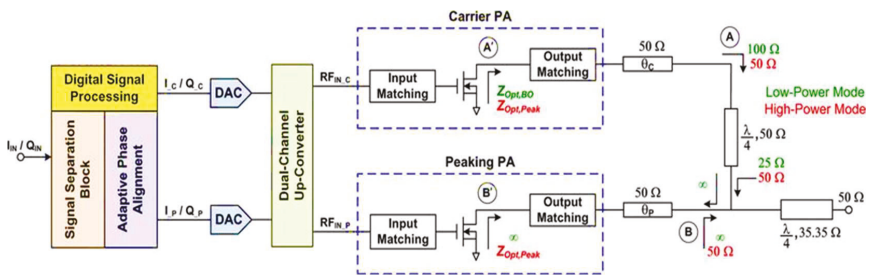 Carrier PA
Digital Signal
Processing
Signal Separation
Block
Adaptive Phase
Alignment
I_IN / Q_IN
I_C / Q_C
I_P / Q_P
DAC
DAC
Dual-Channel
Up-Converter
RF_IN_C
RF_IN_P
Input
Matching
A'
Z_Opt,BO
Z_Opt,Peak
Output
Matching
50 Ω
θ_C
A
100 Ω
50 Ω
Low-Power Mode
High-Power Mode
λ/4, 50 Ω
25 Ω
50 Ω
Peaking PA
Input
Matching
B'
∞
Z_Opt,Peak
Output
Matching
50 Ω
θ_P
∞
B
∞
50 Ω
50 Ω
λ/4, 35.35 Ω